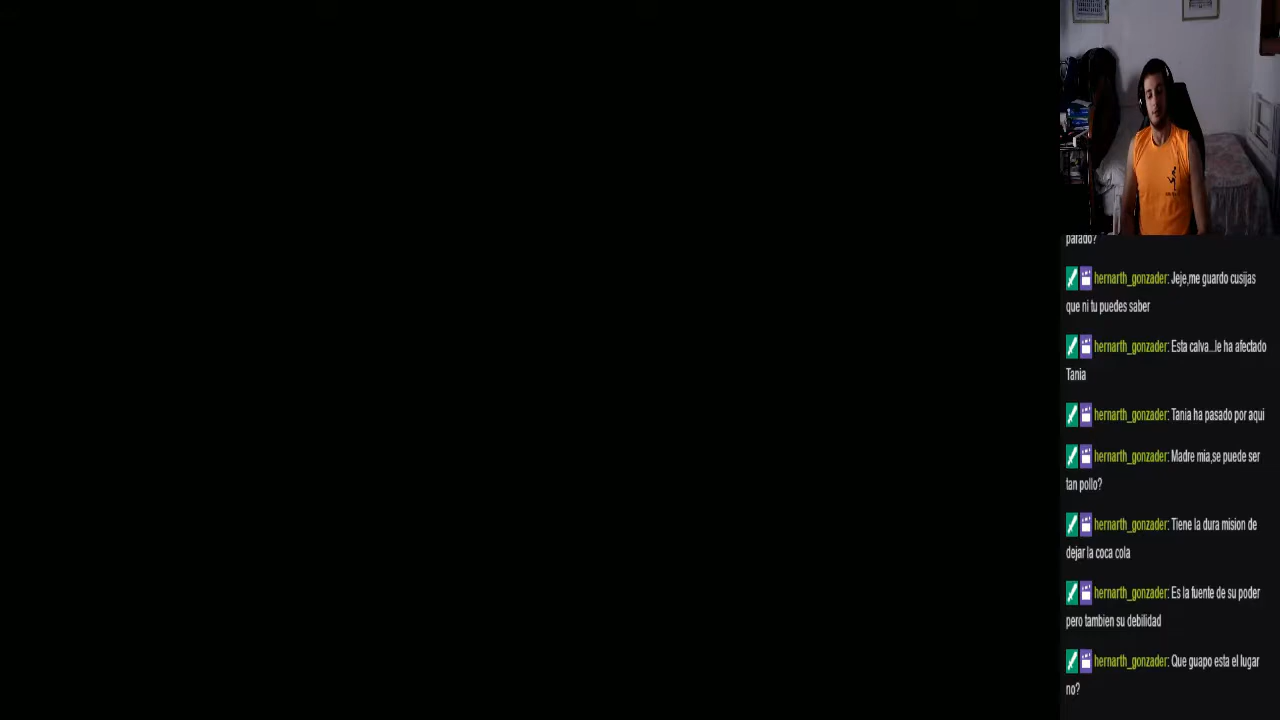 parado?
hernarth_gonzader: Jeje,me guardo cusijas
que ni tu puedes saber
hernarth_gonzader: Esta calva...le ha afectado
Tania
hernarth_gonzader: Tania ha pasado por aqui
hernarth_gonzader: Madre mia,se puede ser
tan pollo?
hernarth_gonzader: Tiene la dura mision de
dejar la coca cola
hernarth_gonzader: Es la fuente de su poder
pero tambien su debilidad
hernarth_gonzader: Que guapo esta el lugar
no?